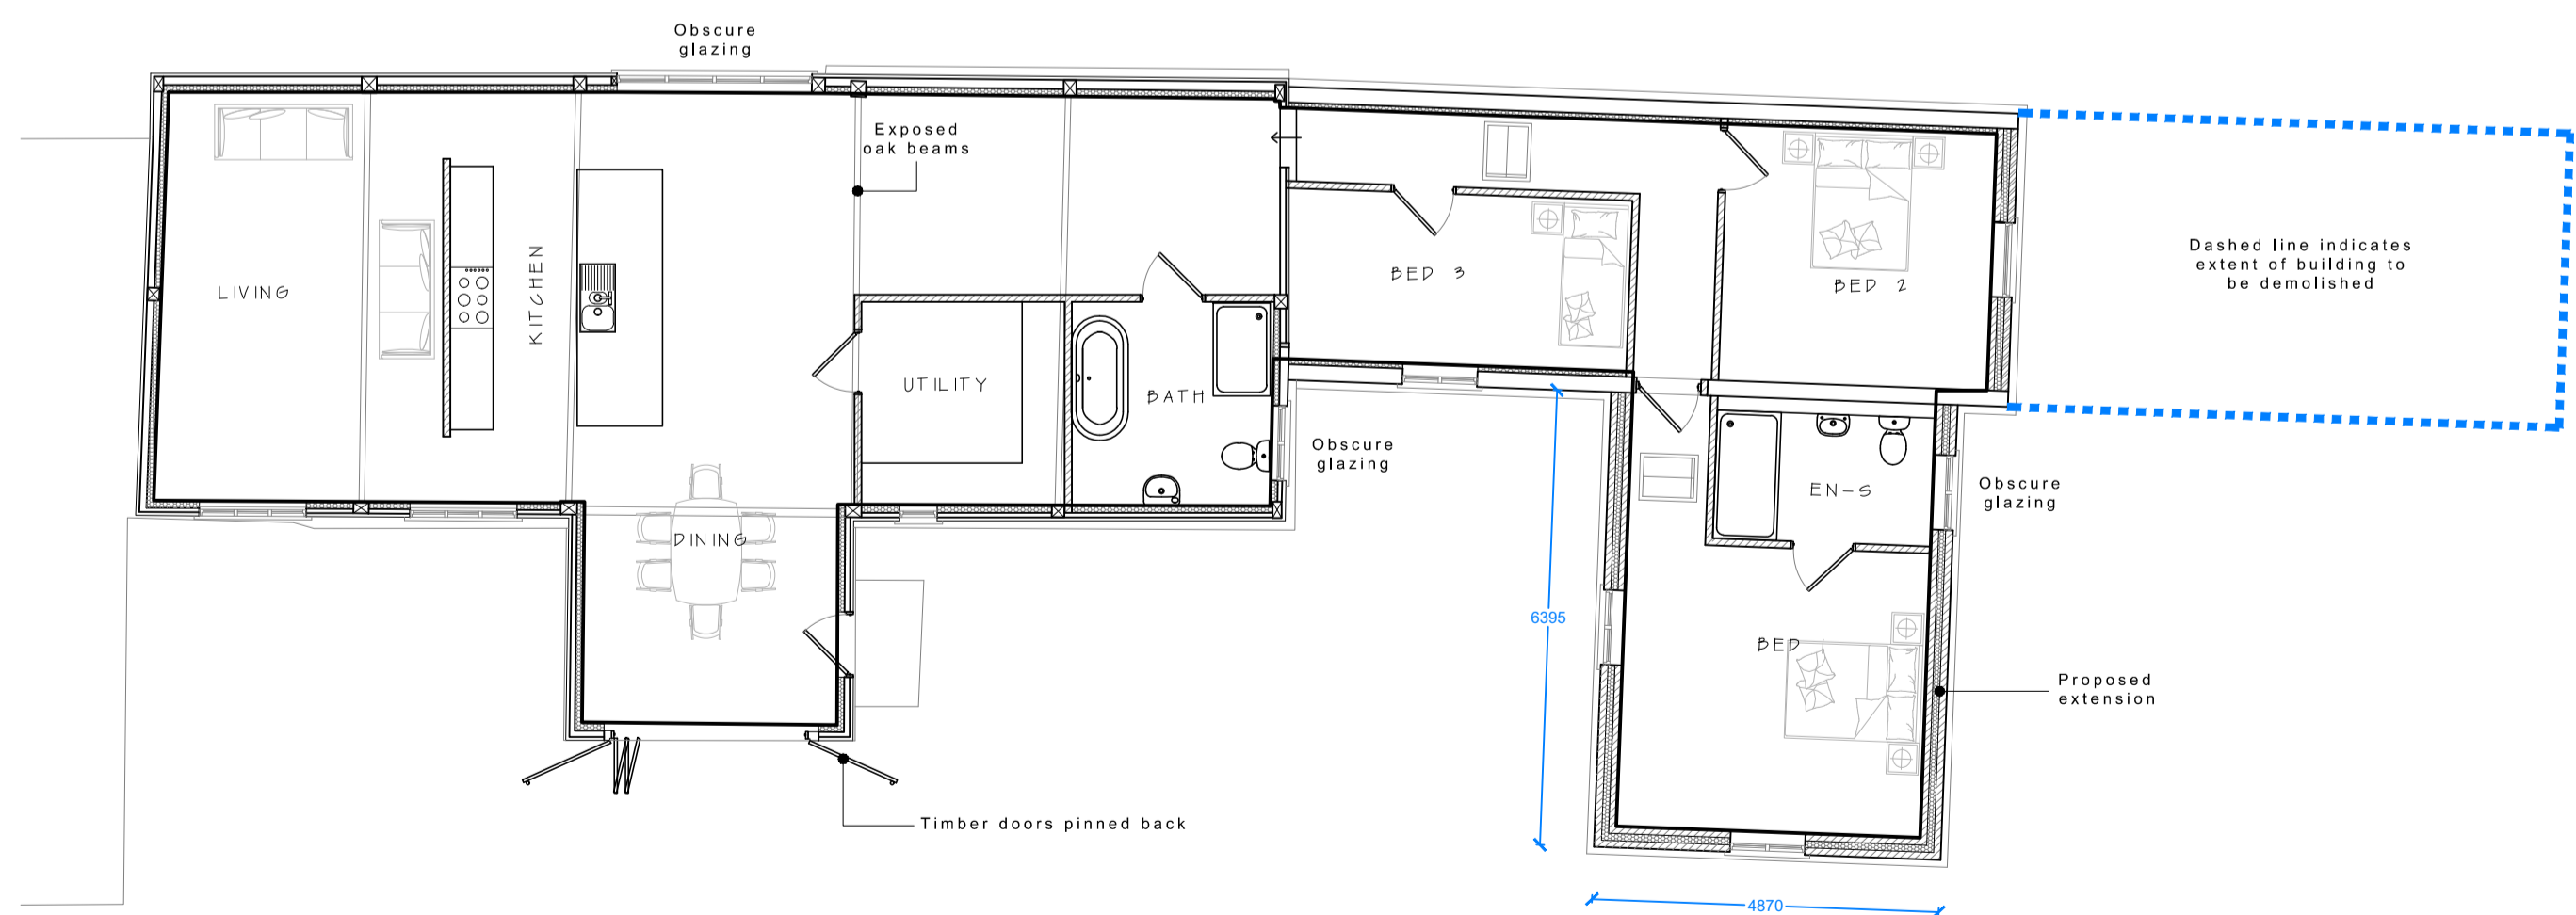 Obscure
glazing
Exposed
oak beams
LIVING
KITCHEN
UTILITY
BATH
DINING
BED 3
BED 2
Dashed line indicates
extent of building to
be demolished
Obscure
glazing
EN-S
Obscure
glazing
6395
BED 1
Proposed
extension
Timber doors pinned back
4870